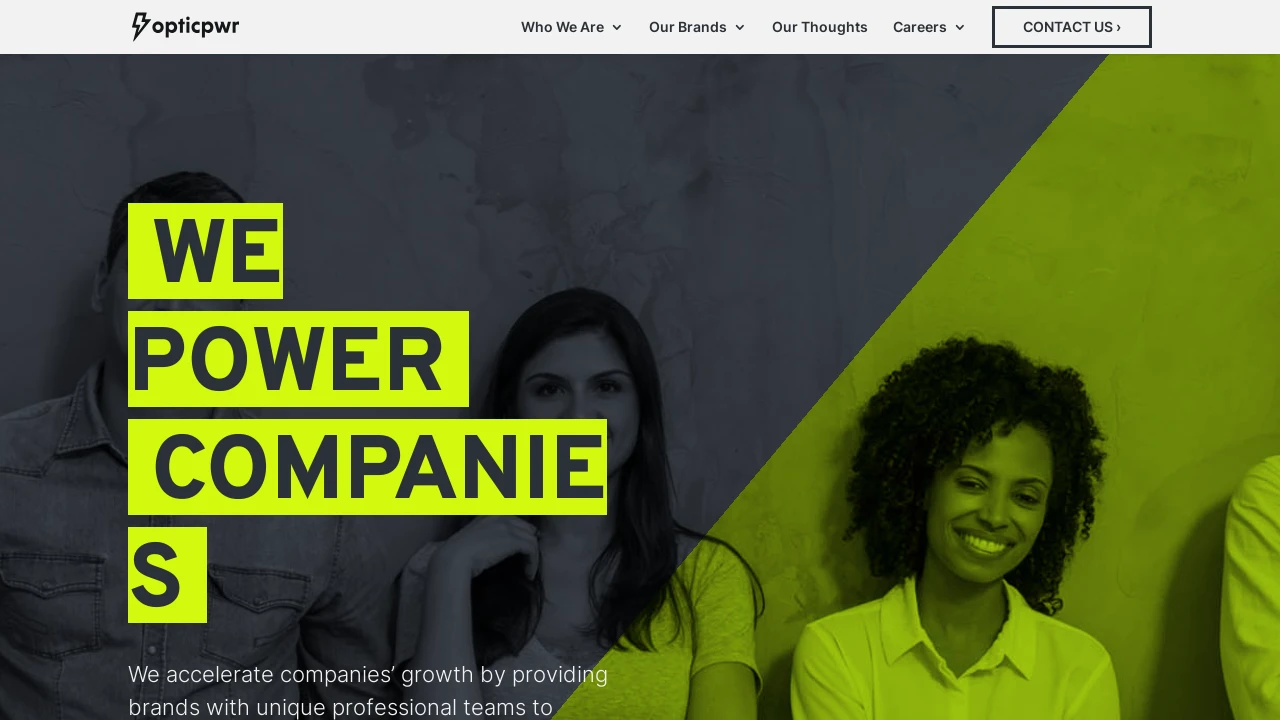 opticpwr
Who We Are
Our Brands
Our Thoughts
Careers
CONTACT US ›
WE
POWER
COMPANIE
S
We accelerate companies’ growth by providing
brands with unique professional teams to